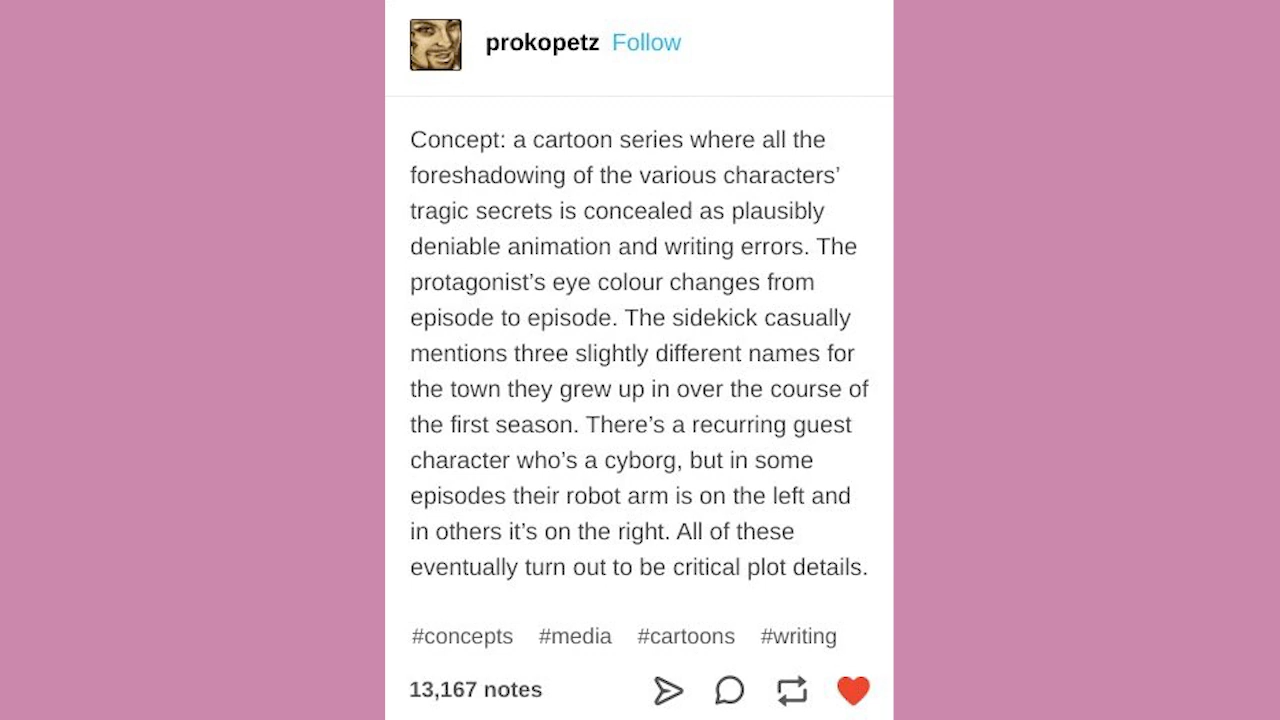 prokopetz Follow
Concept: a cartoon series where all the
foreshadowing of the various characters’
tragic secrets is concealed as plausibly
deniable animation and writing errors. The
protagonist’s eye colour changes from
episode to episode. The sidekick casually
mentions three slightly different names for
the town they grew up in over the course of
the first season. There’s a recurring guest
character who’s a cyborg, but in some
episodes their robot arm is on the left and
in others it’s on the right. All of these
eventually turn out to be critical plot details.
#concepts #media #cartoons #writing
13,167 notes